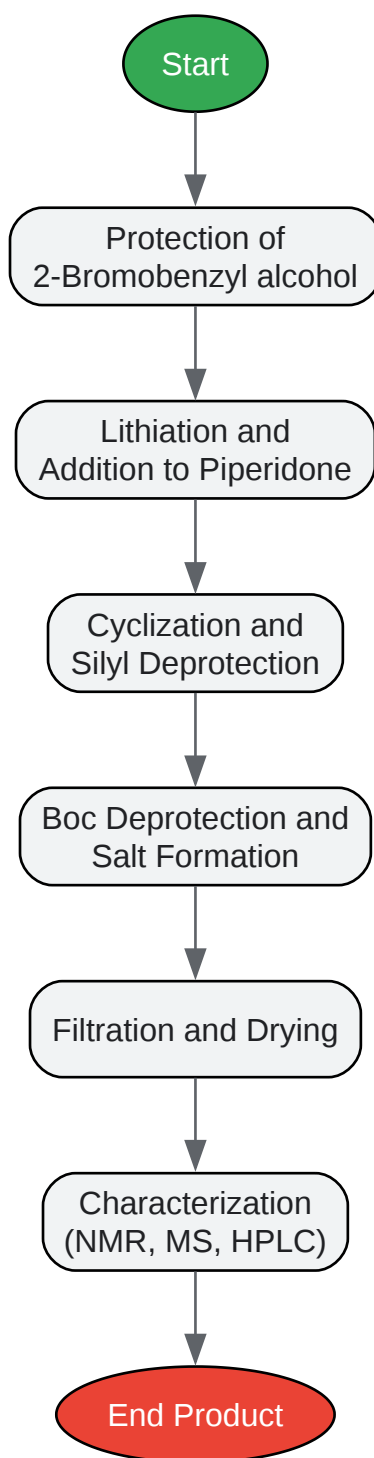 Start
Protection of
2-Bromobenzyl alcohol
Lithiation and
Addition to Piperidone
Cyclization and
Silyl Deprotection
Boc Deprotection and
Salt Formation
Filtration and Drying
Characterization
(NMR, MS, HPLC)
End Product